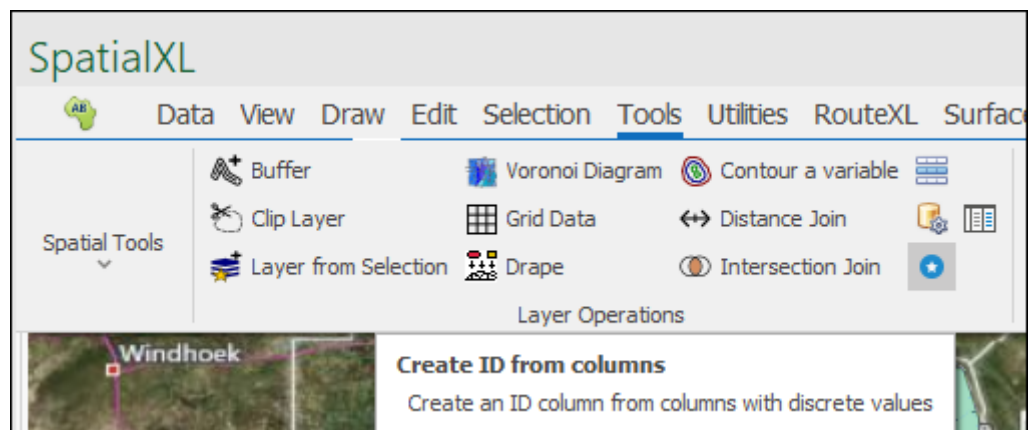 SpatialXL
AB Data View Draw Edit Selection Tools Utilities RouteXL Surfac
Buffer Voronoi Diagram Contour a variable
Clip Layer Grid Data Distance Join
Spatial Tools
Layer from Selection Drape Intersection Join
Layer Operations
Windhoek
Create ID from columns
Create an ID column from columns with discrete values